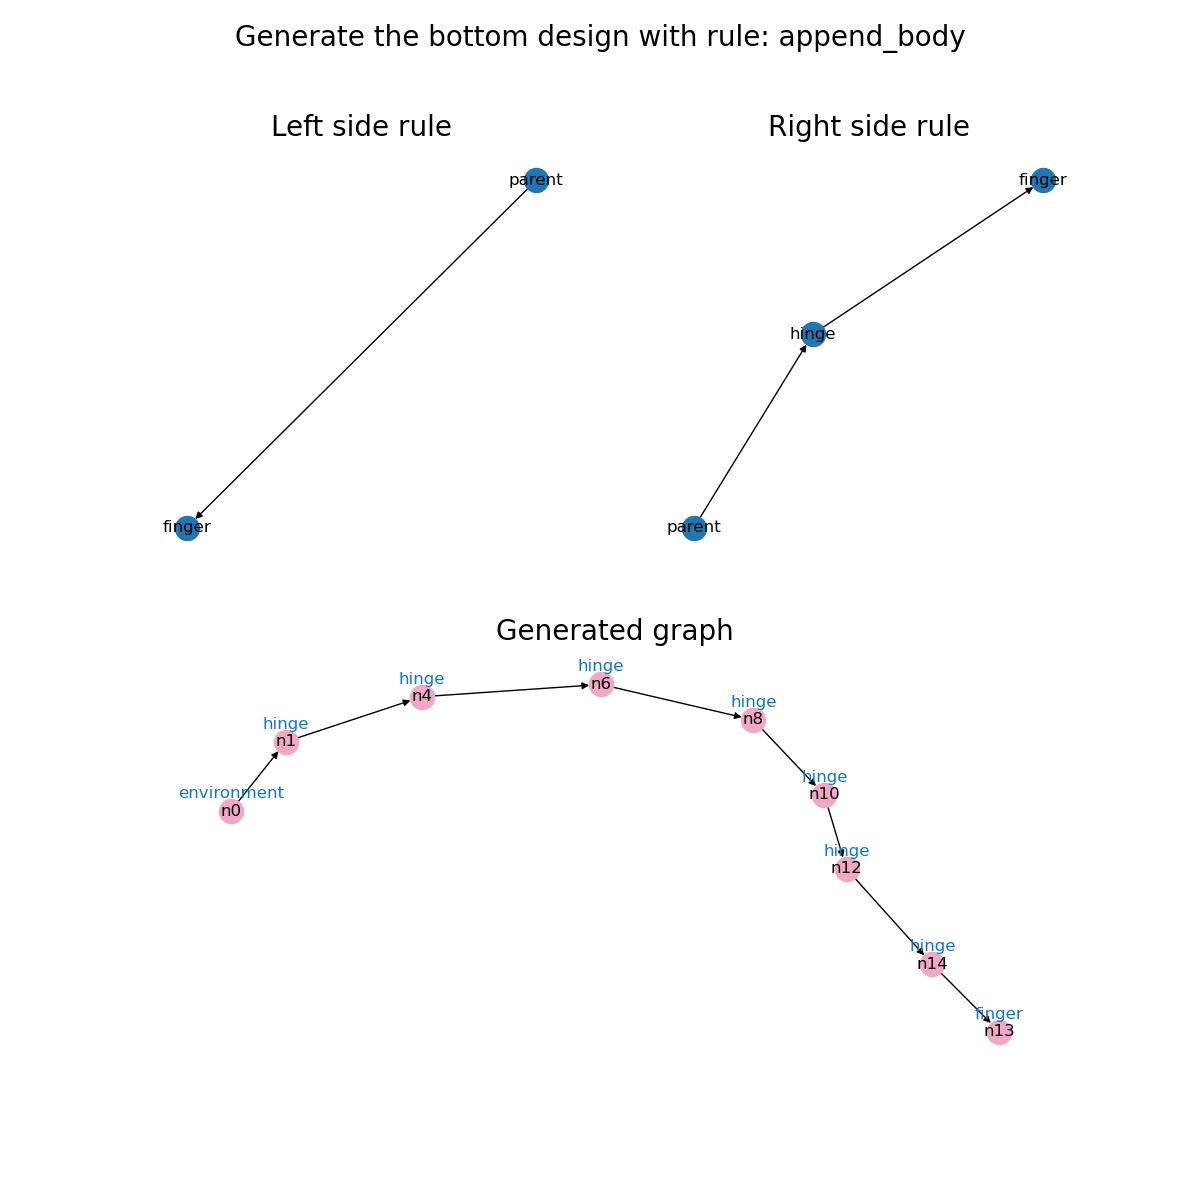 Generate the bottom design with rule: append_body
Left side rule
Right side rule
parent
finger
finger
hinge
parent
Generated graph
environment
n0
hinge
n1
hinge
n4
hinge
n6
hinge
n8
hinge
n10
hinge
n12
hinge
n14
finger
n13